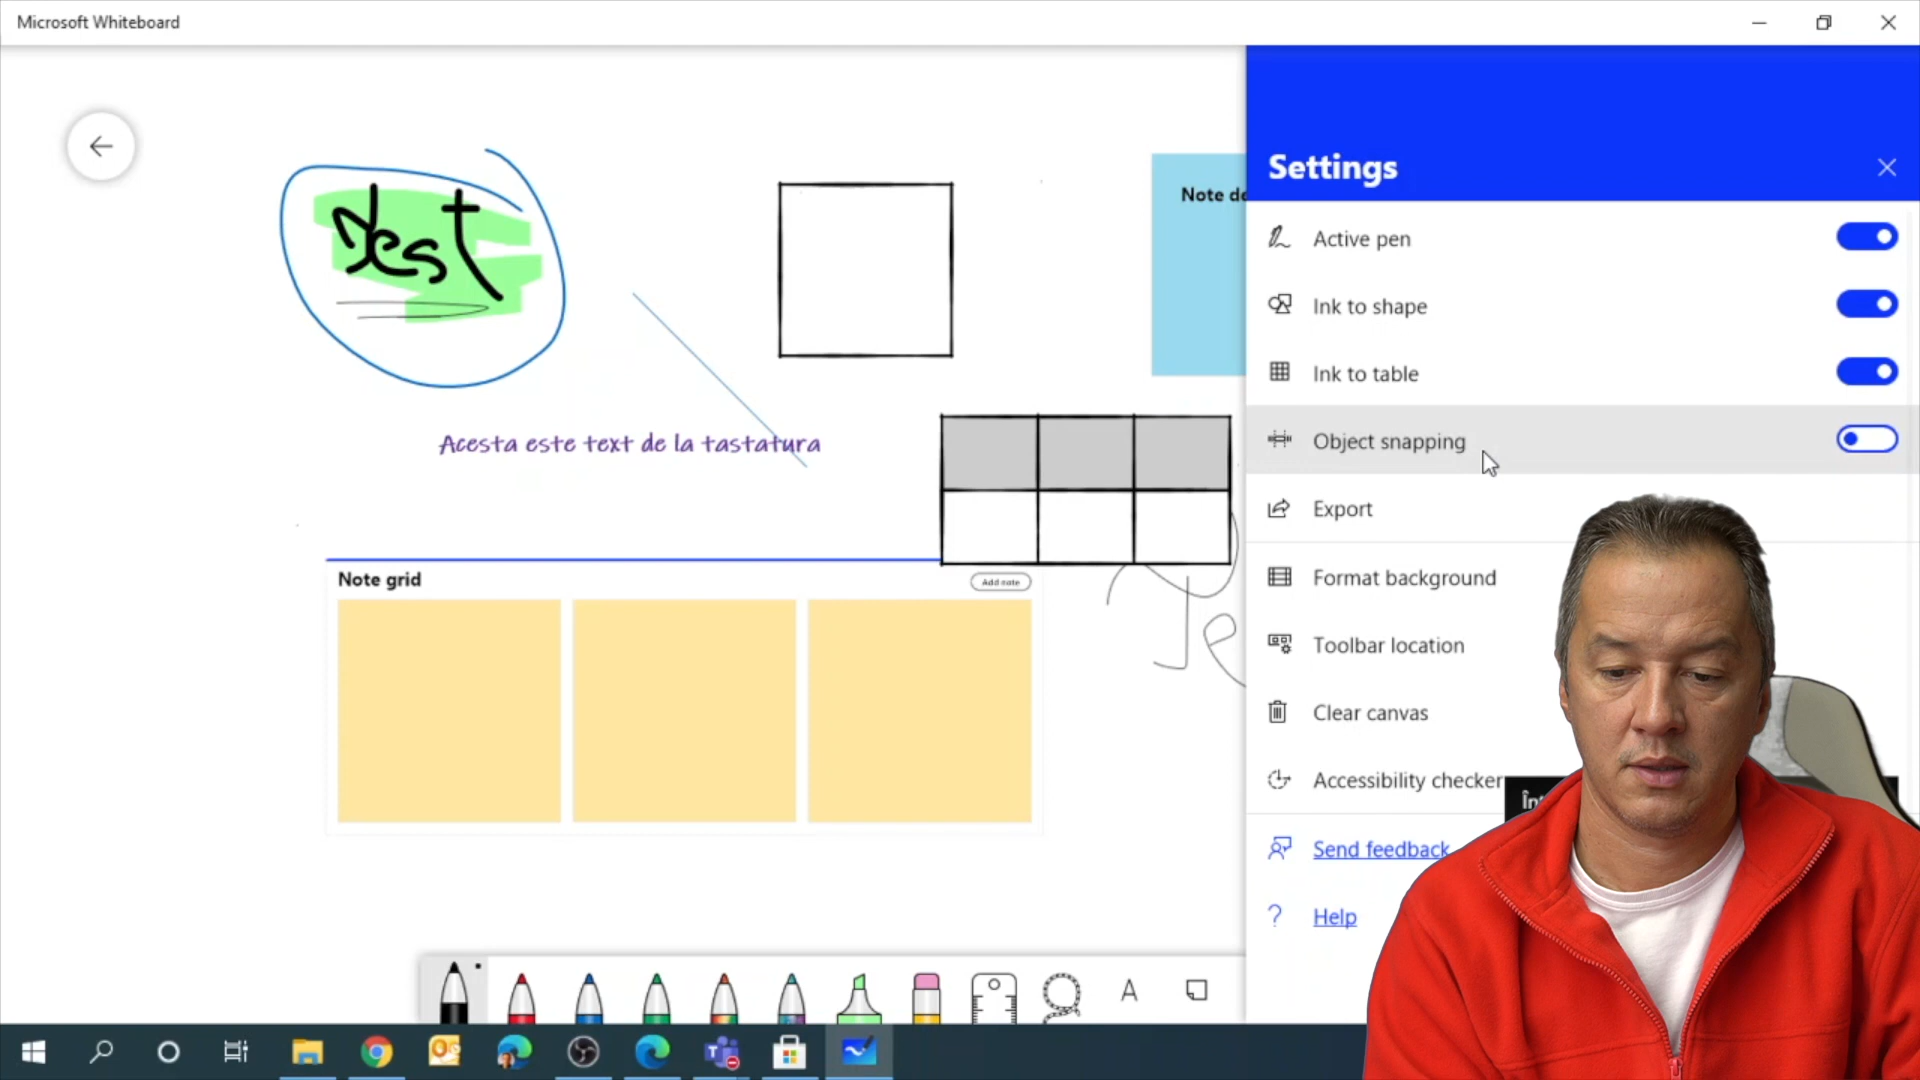 Microsoft Whiteboard
Test
Note de
Settings
Active pen
Ink to shape
Ink to table
Object snapping
Acesta este text de la tastatura
Export
Note grid
Add note
Format background
Toolbar location
Clear canvas
Accessibility checker
Send feedback
? Help
A